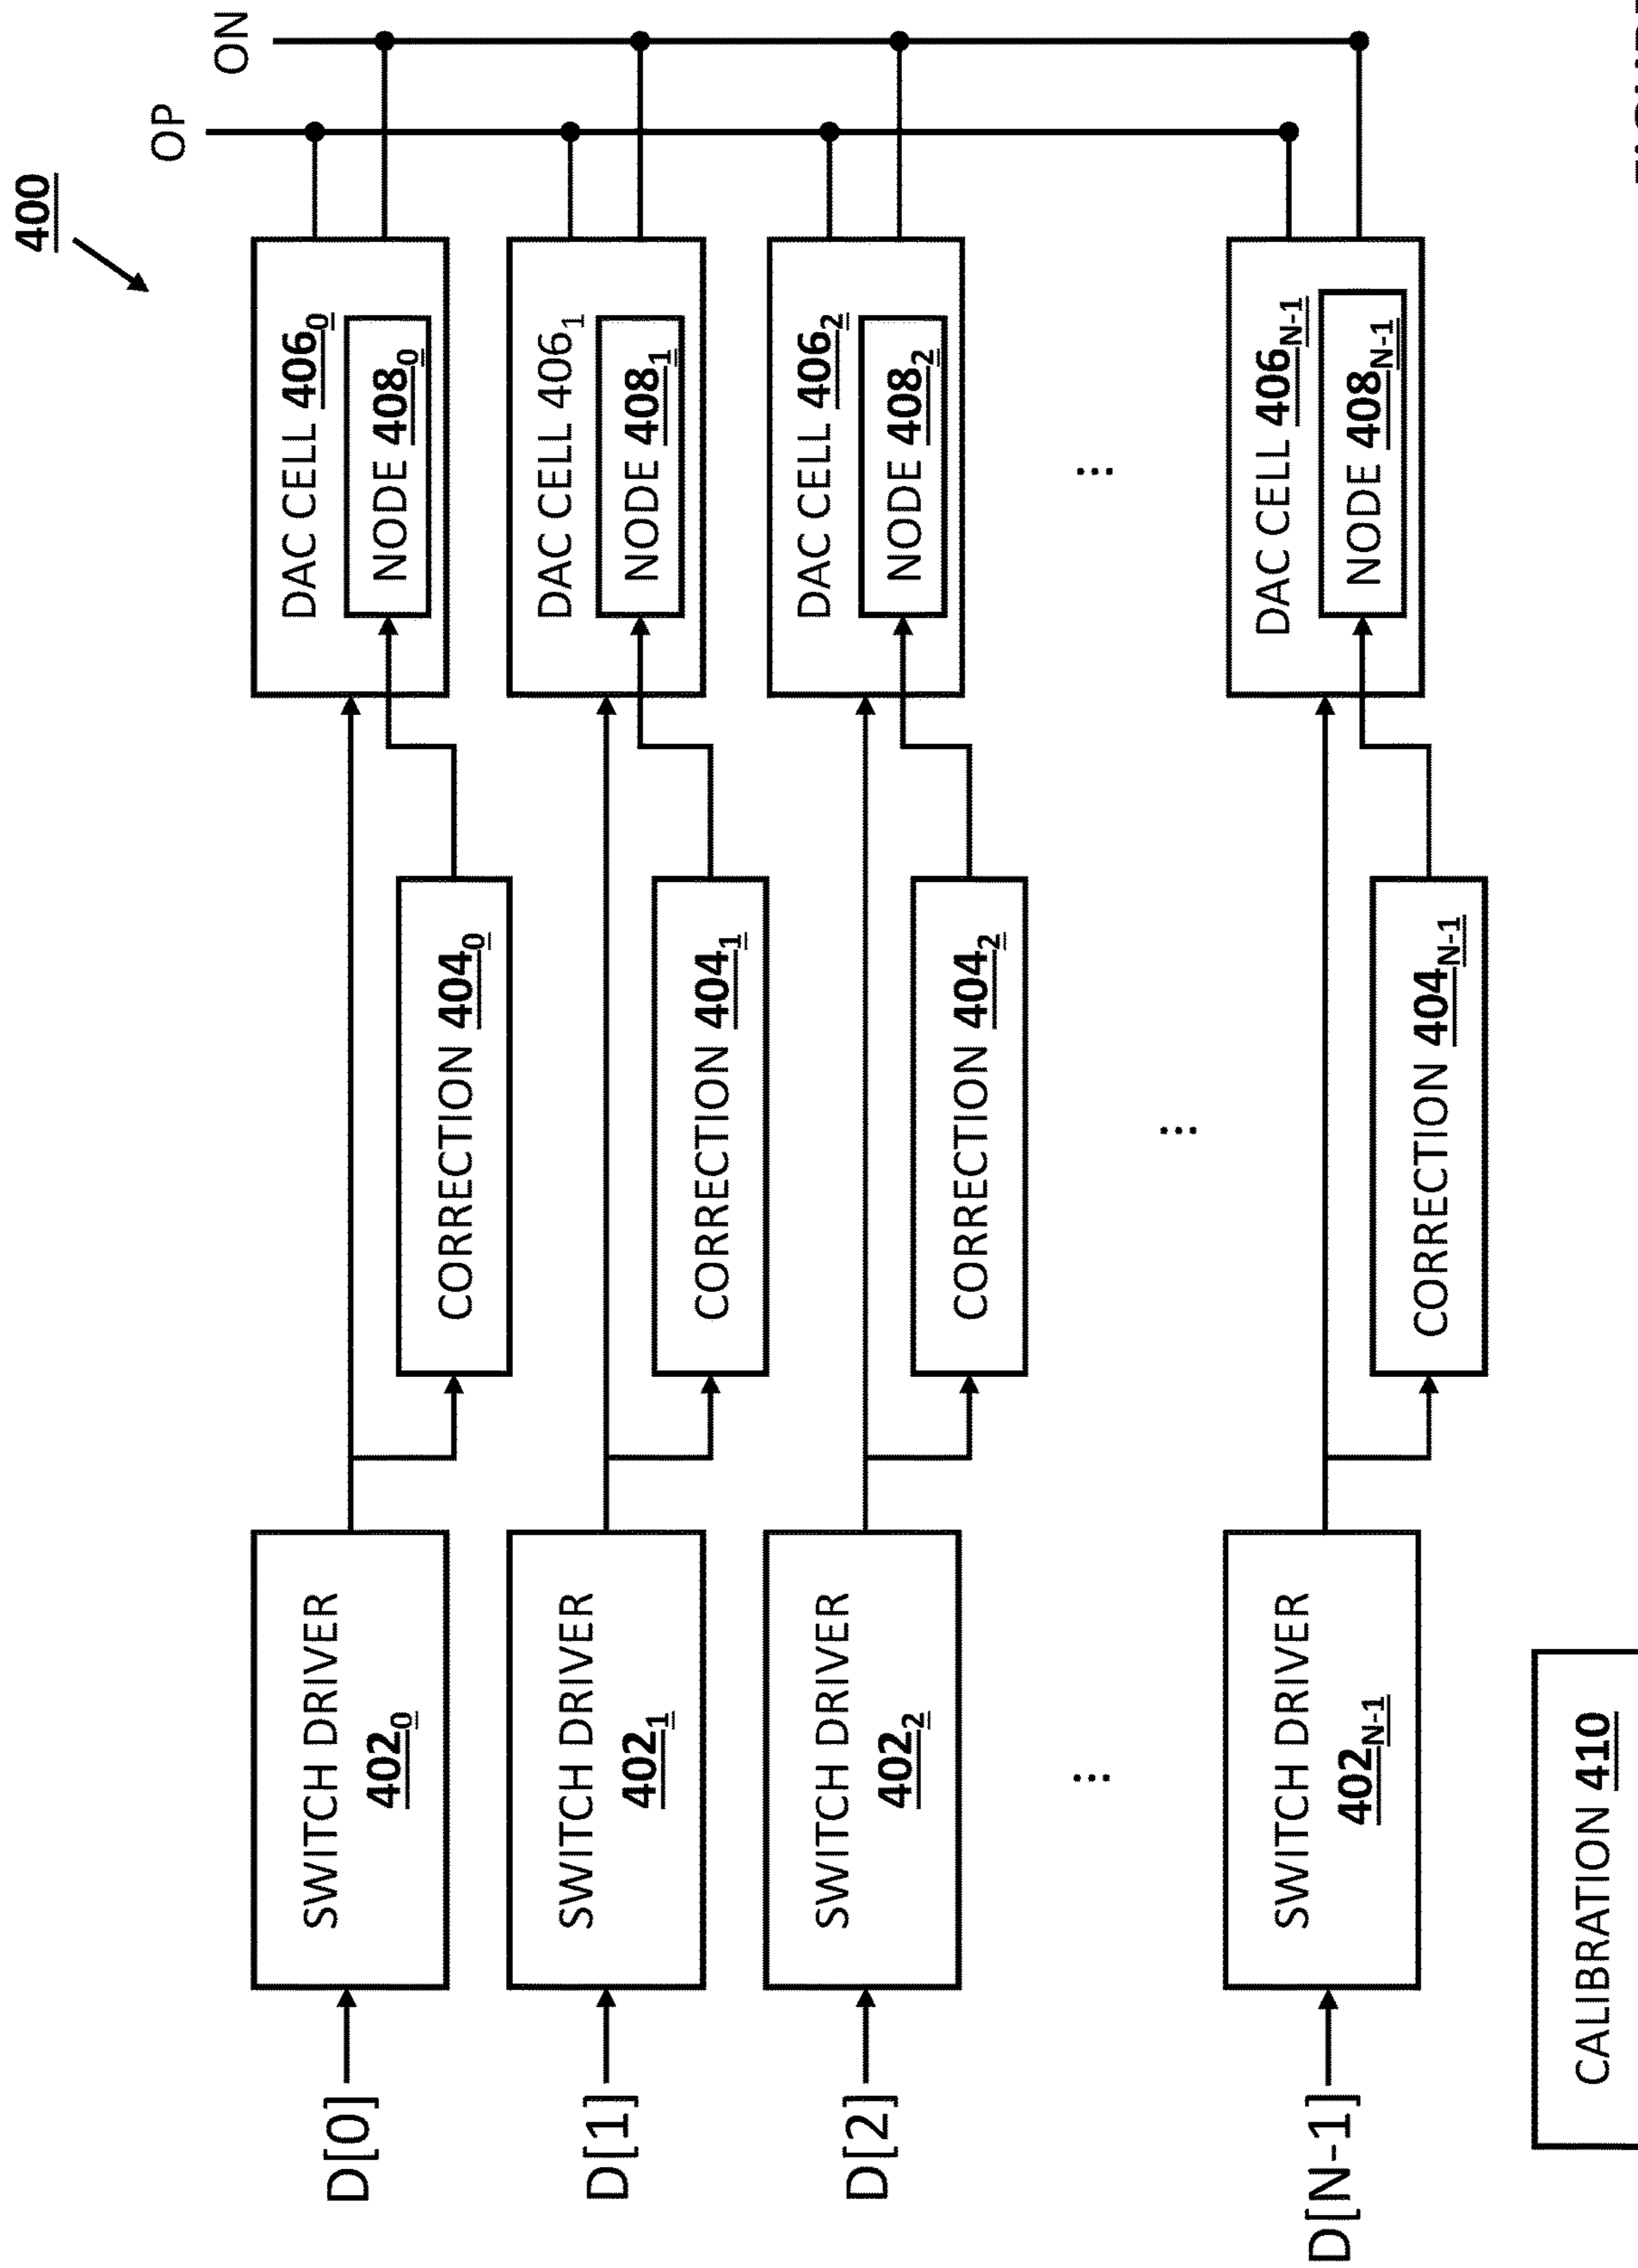 400
OP
ON
D[0]
SWITCH DRIVER
402₀
CORRECTION 404₀
DAC CELL 406₀
NODE 408₀
D[1]
SWITCH DRIVER
402₁
CORRECTION 404₁
DAC CELL 406₁
NODE 408₁
D[2]
SWITCH DRIVER
402₂
CORRECTION 404₂
DAC CELL 406₂
NODE 408₂
...
...
...
D[N-1]
SWITCH DRIVER
402N-1
CORRECTION 404N-1
DAC CELL 406N-1
NODE 408N-1
CALIBRATION 410